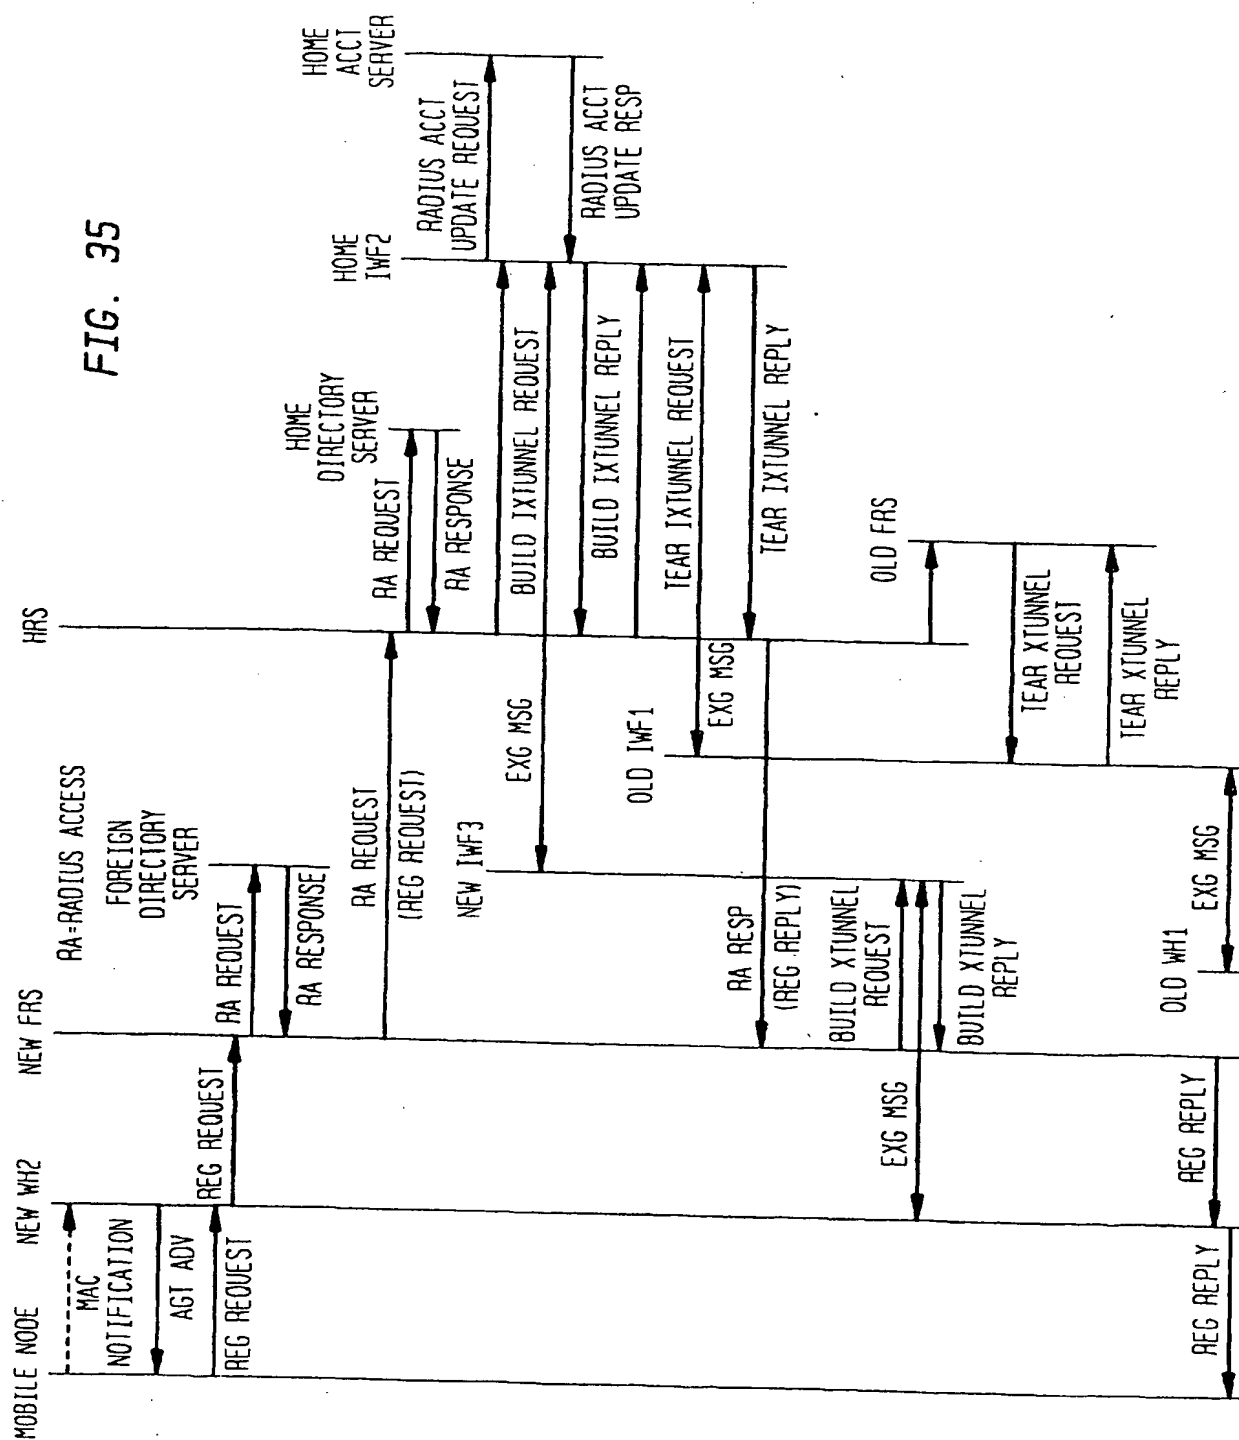 FIG. 35
RA=RADIUS ACCESS
MOBILE NODE
NEW WH2
NEW FRS
FOREIGN
DIRECTORY
SERVER
HRS
HOME
DIRECTORY
SERVER
HOME
IWF2
HOME
ACCT
SERVER
MAC
NOTIFICATION
AGT ADV
REG REQUEST
REG REQUEST
RA REQUEST
RA RESPONSE
RA REQUEST
(REG REQUEST)
RA REQUEST
RA RESPONSE
RADIUS ACCT
UPDATE REQUEST
NEW IWF3
EXG MSG
BUILD IXTUNNEL REQUEST
RADIUS ACCT
UPDATE RESP
BUILD IXTUNNEL REPLY
OLD IWF1
TEAR IXTUNNEL REQUEST
EXG MSG
TEAR IXTUNNEL REPLY
RA RESP
(REG REPLY)
BUILD XTUNNEL
REQUEST
EXG MSG
BUILD XTUNNEL
REPLY
OLD FRS
TEAR XTUNNEL
REQUEST
TEAR XTUNNEL
REPLY
OLD WH1
EXG MSG
REG REPLY
REG REPLY